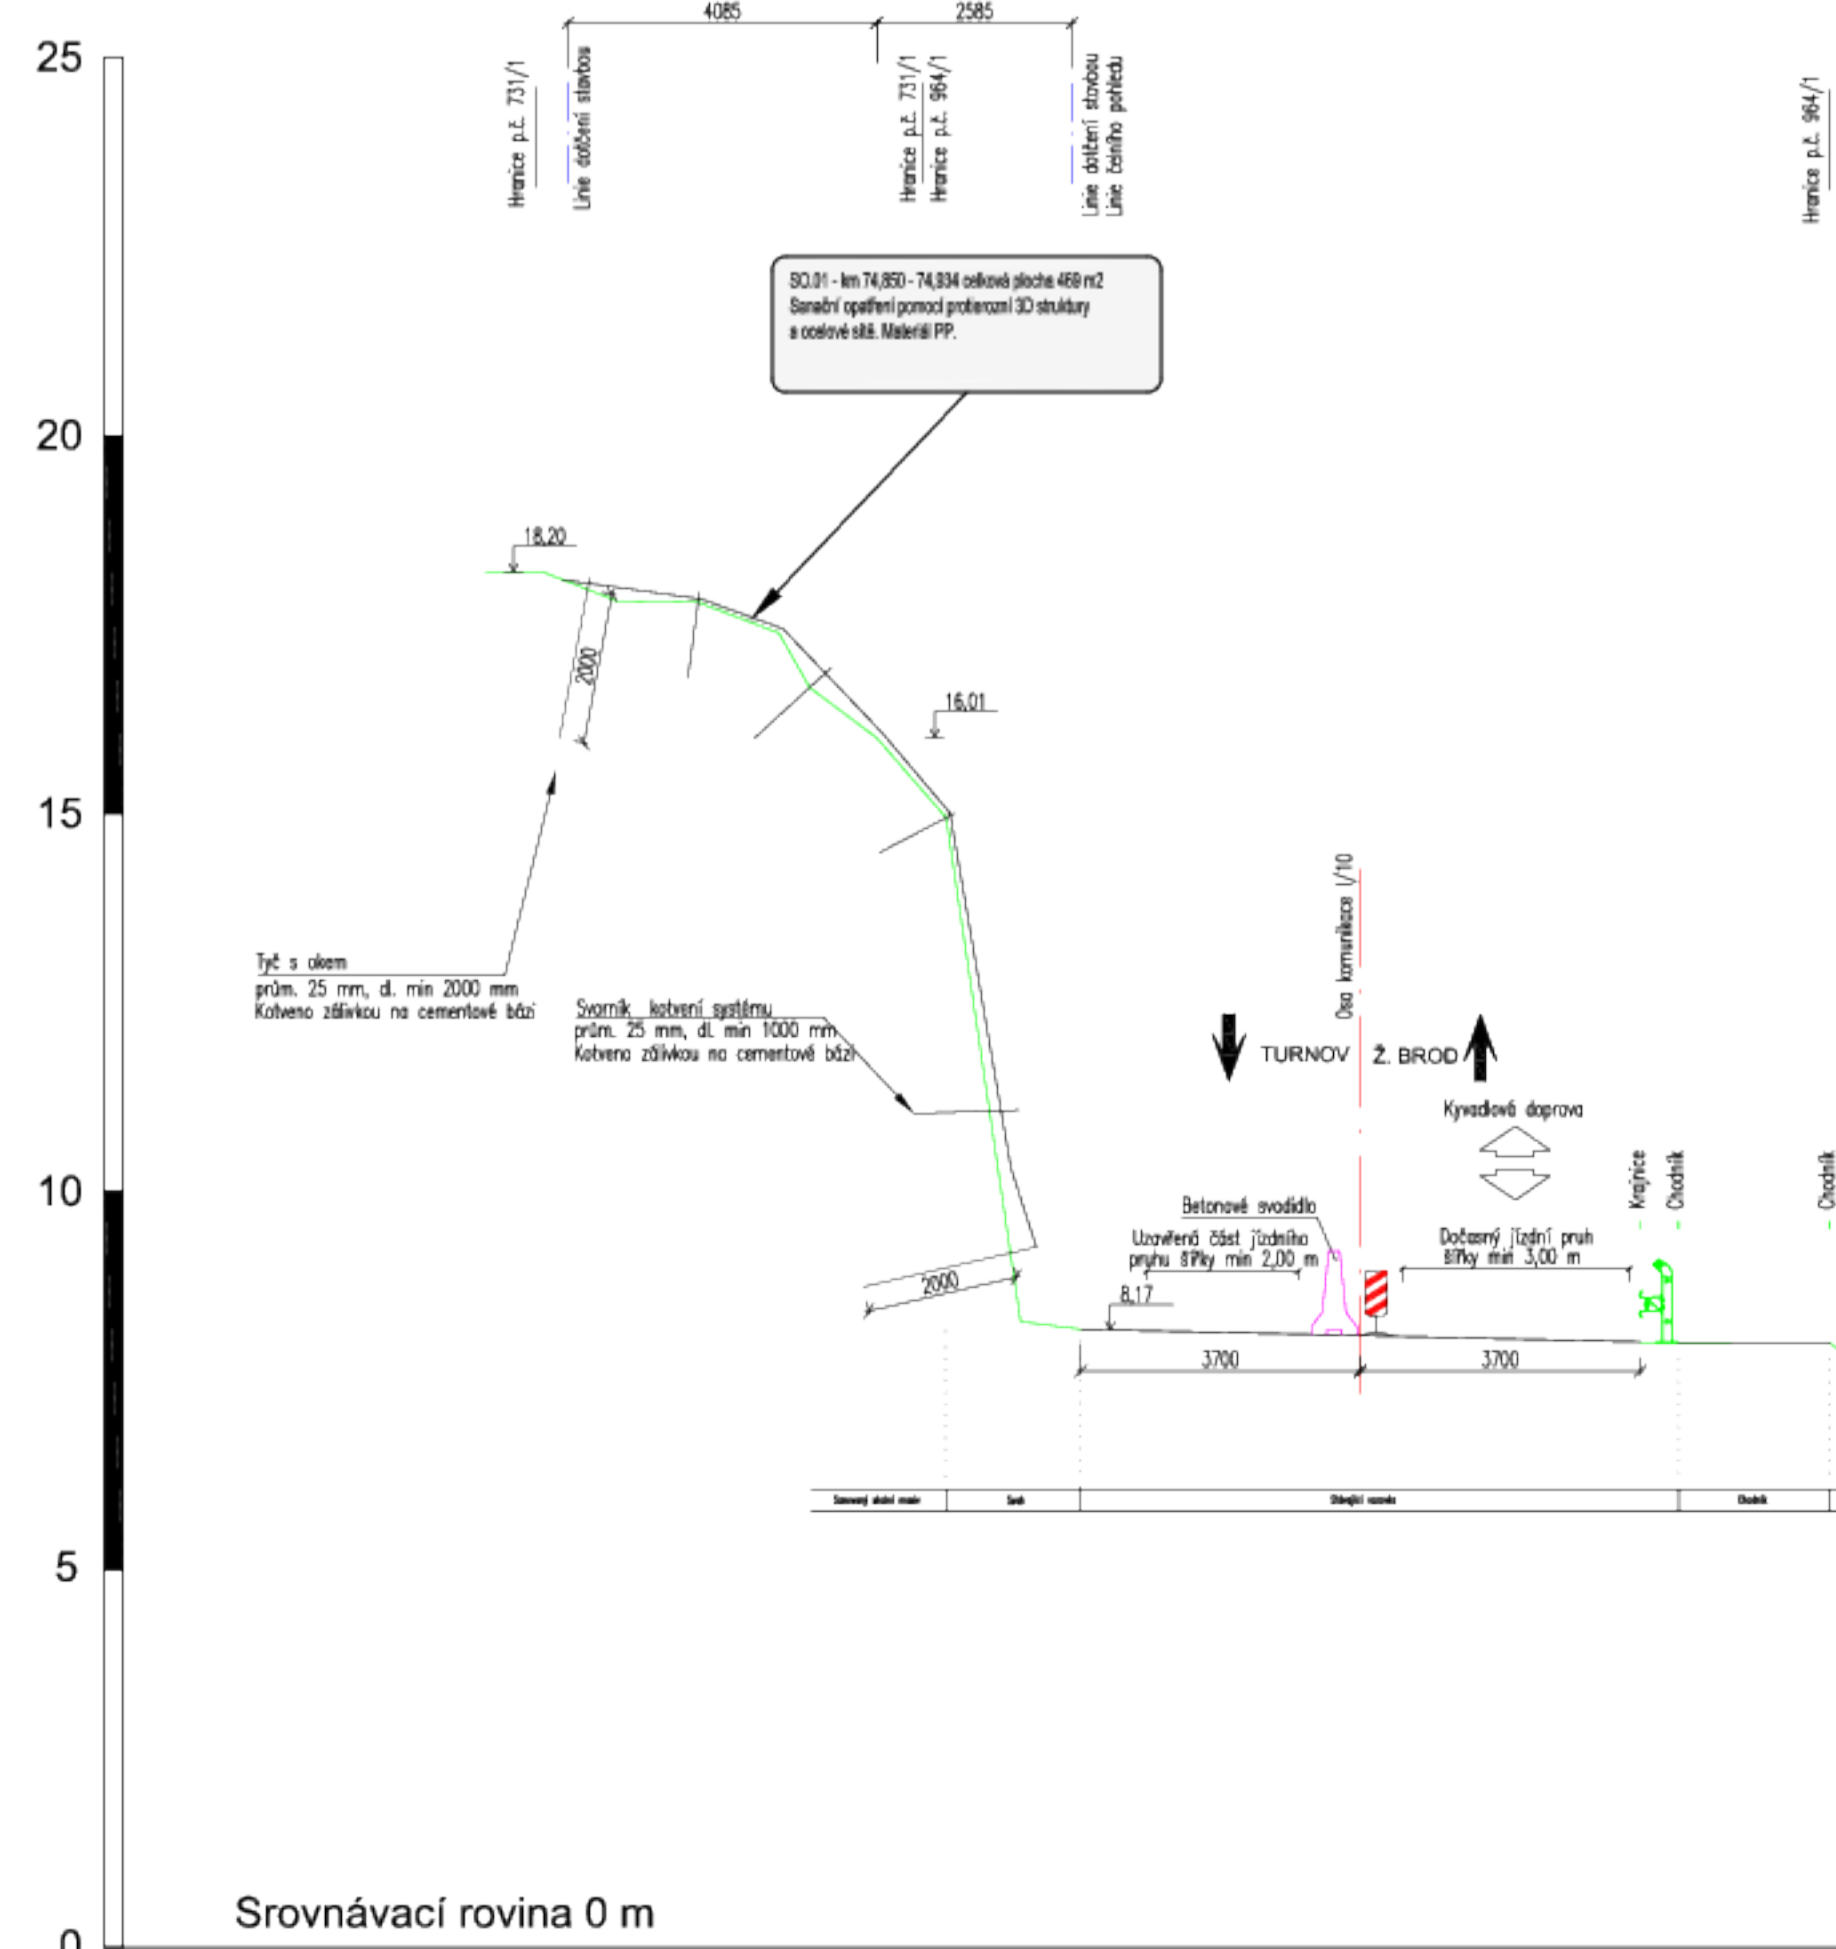 4085
2585
25
Hranice p.č. 731/1
Linie dotčení stavbou
Hranice p.č. 731/1
Hranice p.č. 964/1
Linie dotčení stavbou
Linie čelního pohledu
Hranice p.č. 964/1
SO.01 - km 74,850 - 74,934 celková plocha 469 m2
Sanační opatření pomocí protierozní 3D struktury
a ocelové sítě. Materiál PP.
20
18,20
2000
16,01
15
Osa komunikace I/10
Tyč s okem
prům. 25 mm, dl. min 2000 mm
Kotveno zálivkou na cementové bázi
Svorník kotvení systému
prům. 25 mm, dl. min 1000 mm
Kotveno zálivkou na cementové bázi
TURNOV
Ž. BROD
Kyvadlová doprava
10
Krajnice
Chodník
Chodník
Betonové svodidlo
Uzavřená část jízdního
pruhu šířky min 2,00 m
Dočasný jízdní pruh
šířky min 3,00 m
2000
8,17
3700
3700
Svah
Stávající vozovka
Chodník
5
Srovnávací rovina 0 m
0